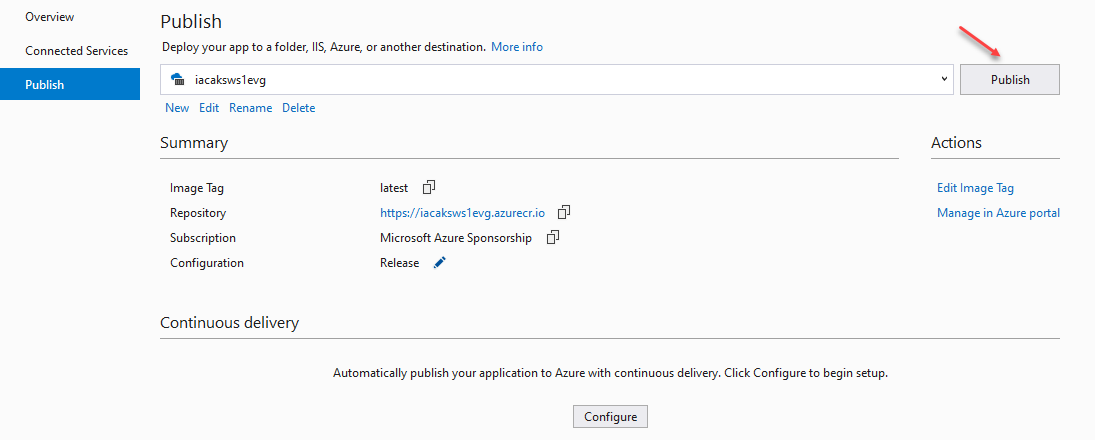 Overview
Connected Services
Publish
Publish
Deploy your app to a folder, IIS, Azure, or another destination. More info
iacaksws1evg
Publish
New Edit Rename Delete
Summary
Actions
Image Tag latest
Edit Image Tag
Repository https://iacaksws1evg.azurecr.io
Manage in Azure portal
Subscription Microsoft Azure Sponsorship
Configuration Release
Continuous delivery
Automatically publish your application to Azure with continuous delivery. Click Configure to begin setup.
Configure